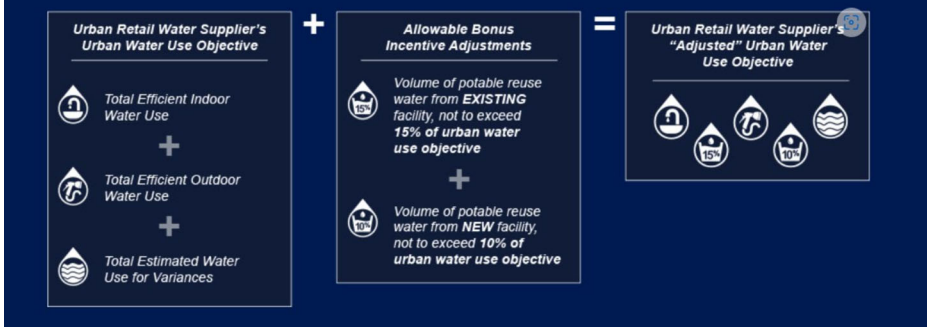 Urban Retail Water Supplier's
Urban Water Use Objective
Total Efficient Indoor
Water Use
+
Total Efficient Outdoor
Water Use
+
Total Estimated Water
Use for Variances
+
Allowable Bonus
Incentive Adjustments
15%
Volume of potable reuse
water from EXISTING
facility, not to exceed
15% of urban water
use objective
+
10%
Volume of potable reuse
water from NEW facility,
not to exceed 10% of
urban water use objective
=
Urban Retail Water Supplier's
"Adjusted" Urban Water
Use Objective
15%
10%